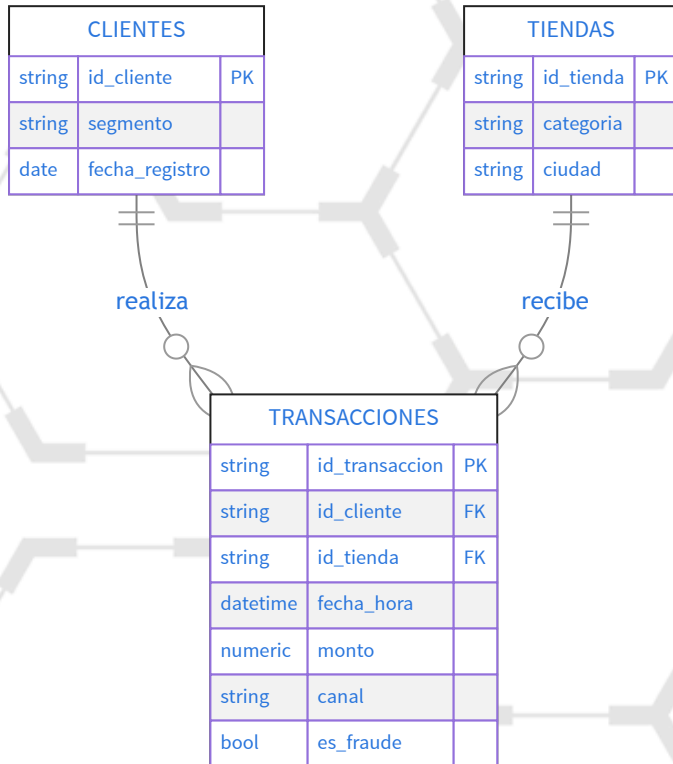 CLIENTES
string id_cliente PK
string segmento
date fecha_registro
TIENDAS
string id_tienda PK
string categoria
string ciudad
realiza
recibe
TRANSACCIONES
string id_transaccion PK
string id_cliente FK
string id_tienda FK
datetime fecha_hora
numeric monto
string canal
bool es_fraude